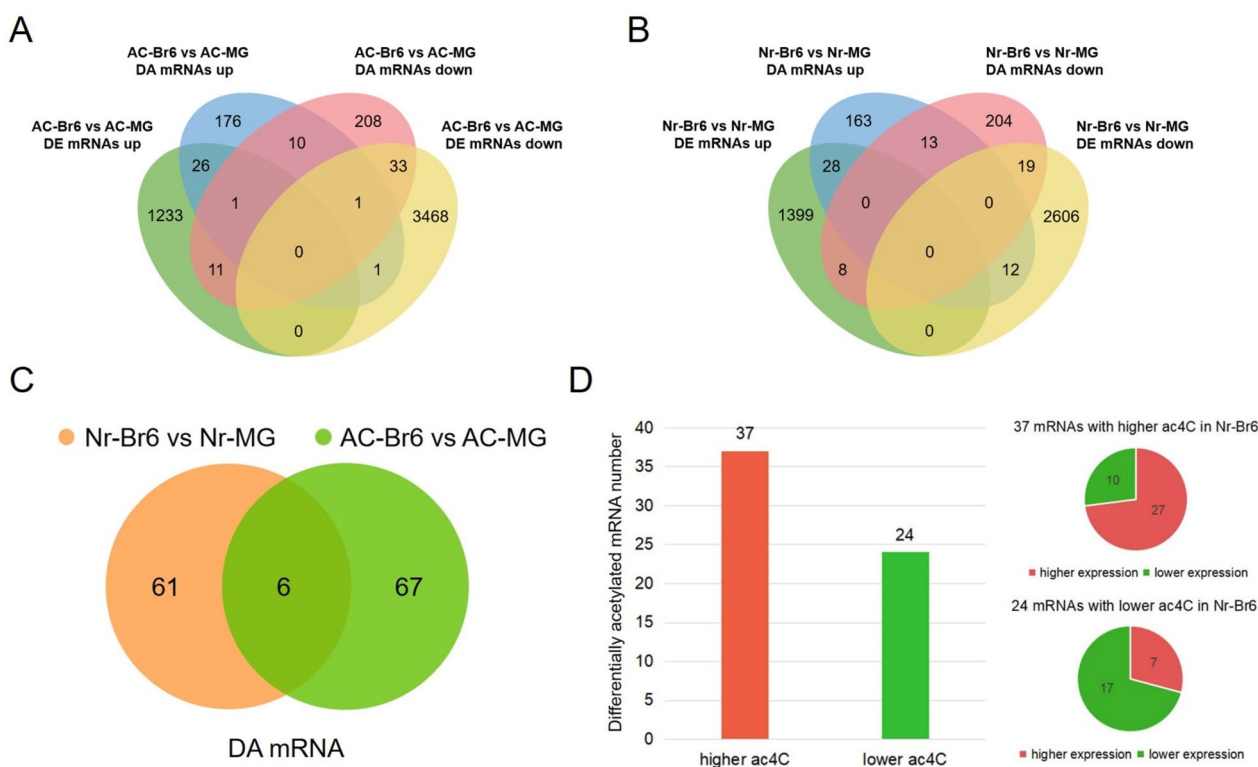 A
AC-Br6 vs AC-MG
DA mRNAs up
AC-Br6 vs AC-MG
DA mRNAs down
AC-Br6 vs AC-MG
DE mRNAs up
AC-Br6 vs AC-MG
DE mRNAs down
176
208
10
26
33
1233
1
1
3468
0
11
1
0
B
Nr-Br6 vs Nr-MG
DA mRNAs up
Nr-Br6 vs Nr-MG
DA mRNAs down
Nr-Br6 vs Nr-MG
DE mRNAs up
Nr-Br6 vs Nr-MG
DE mRNAs down
163
204
13
28
19
1399
0
0
2606
0
8
12
0
C
Nr-Br6 vs Nr-MG
AC-Br6 vs AC-MG
61
6
67
DA mRNA
D
Differentially acetylated mRNA number
40
35
30
25
20
15
10
5
0
37
24
higher ac4C
lower ac4C
37 mRNAs with higher ac4C in Nr-Br6
10
27
higher expression
lower expression
24 mRNAs with lower ac4C in Nr-Br6
7
17
higher expression
lower expression